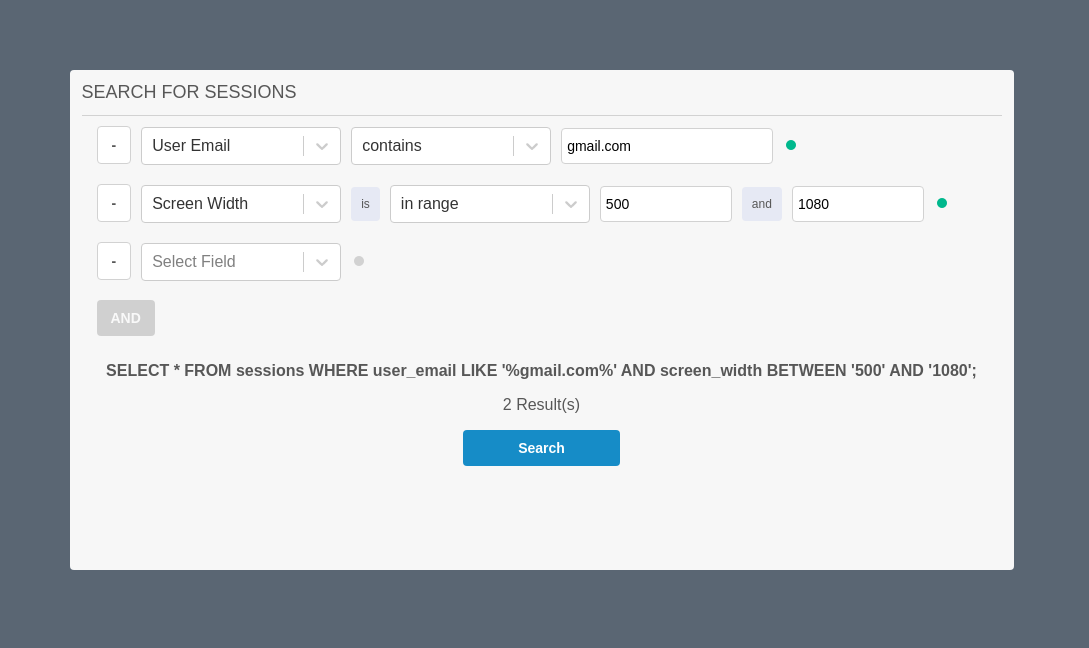 SEARCH FOR SESSIONS
- User Email contains gmail.com
- Screen Width is in range 500 and 1080
- Select Field
AND
SELECT * FROM sessions WHERE user_email LIKE '%gmail.com%' AND screen_width BETWEEN '500' AND '1080';
2 Result(s)
Search